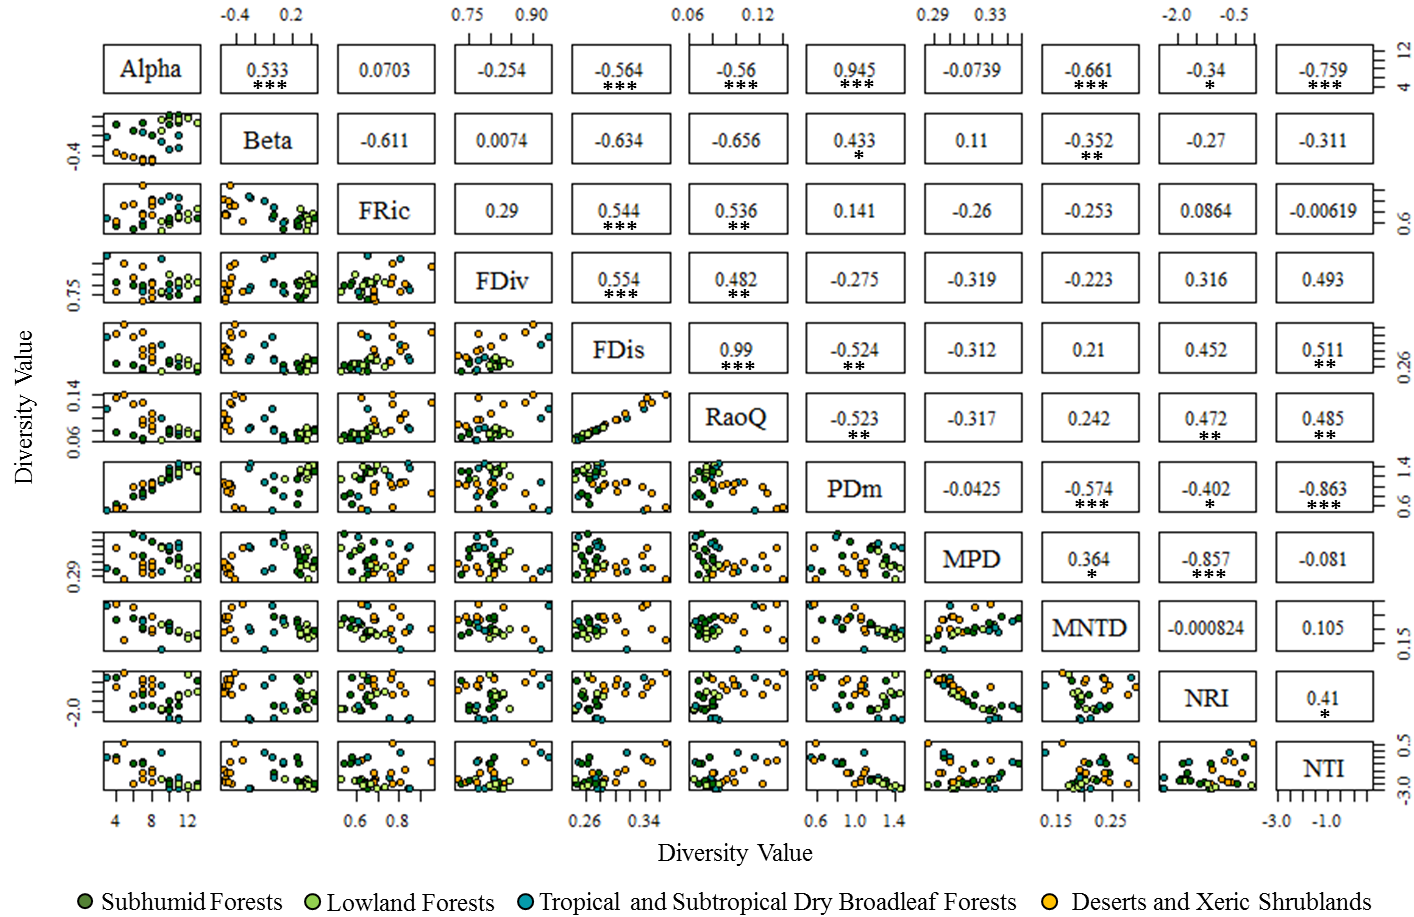 -0.4 0.2 0.75 0.90 0.06 0.12 0.29 0.33 -2.0 -0.5
Alpha 0.533 0.0703 -0.254 -0.564 -0.56 0.945 -0.0739 -0.661 -0.34 -0.759 12
*** *** *** *** *** * *** 4
Beta -0.611 0.0074 -0.634 -0.656 0.433 0.11 -0.352 -0.27 -0.311
-0.4 * **
FRic 0.29 0.544 0.536 0.141 -0.26 -0.253 0.0864 -0.00619
*** ** 0.6
FDiv 0.554 0.482 -0.275 -0.319 -0.223 0.316 0.493
0.75 *** **
FDis 0.99 -0.524 -0.312 0.21 0.452 0.511
*** ** ** 0.26
0.14 RaoQ -0.523 -0.317 0.242 0.472 0.485
0.06 ** ** **
PDm -0.0425 -0.574 -0.402 -0.863 1.4
*** * *** 0.6
MPD 0.364 -0.857 -0.081
0.29 * ***
MNTD -0.000824 0.105
0.15
-2.0 NRI 0.41
*
NTI 0.5
-3.0
4 8 12 0.6 0.8 0.26 0.34 0.6 1.0 1.4 0.15 0.25 -3.0 -1.0
Diversity Value
Diversity Value
Subhumid Forests Lowland Forests Tropical and Subtropical Dry Broadleaf Forests Deserts and Xeric Shrublands